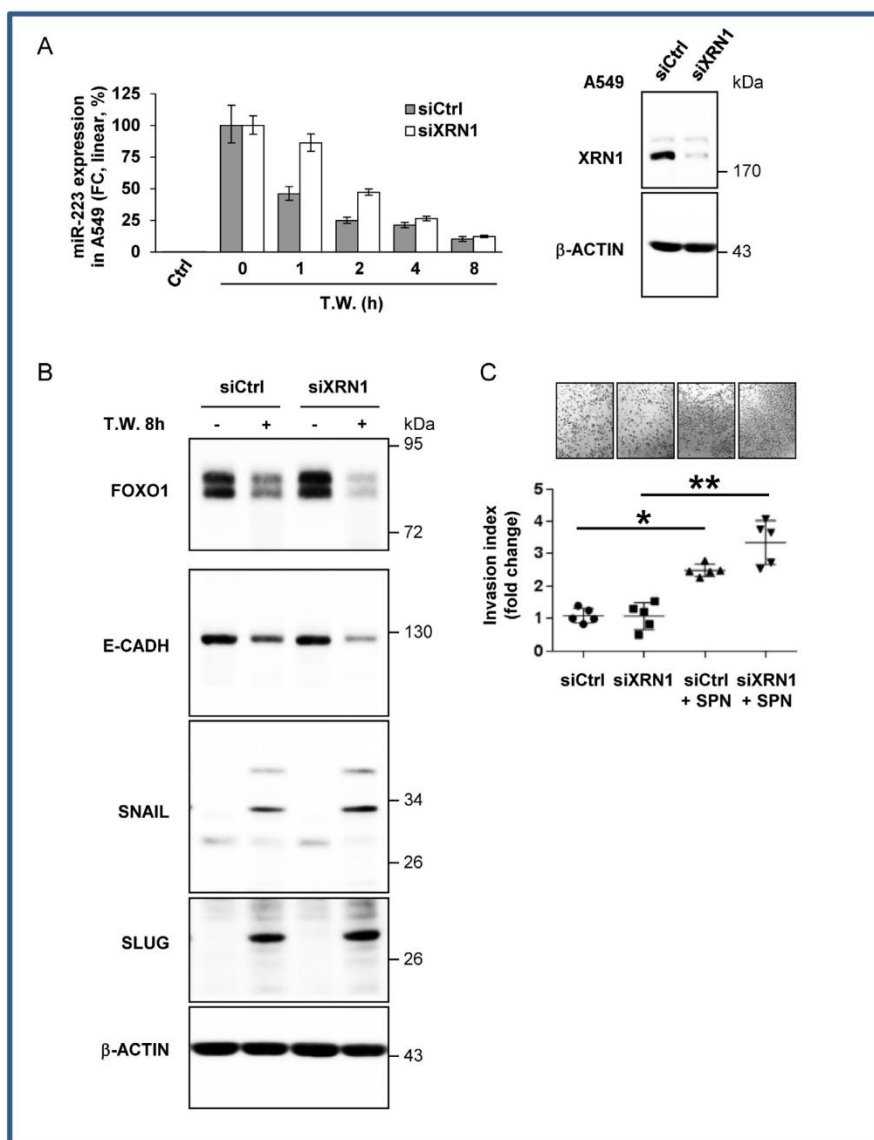 A
miR-223 expression
in A549 (FC, linear, %)
125
100
75
50
25
0
siCtrl
siXRN1
Ctrl
0 1 2 4 8
T.W. (h)
siCtrl siXRN1
A549 kDa
XRN1
170
β-ACTIN
43
B
siCtrl siXRN1
T.W. 8h - + - + kDa
95
FOXO1
72
E-CADH
130
SNAIL
34
26
SLUG
26
β-ACTIN
43
C
Invasion index
(fold change)
5
4
3
2
1
0
*
**
siCtrl siXRN1 siCtrl siXRN1
+ SPN + SPN